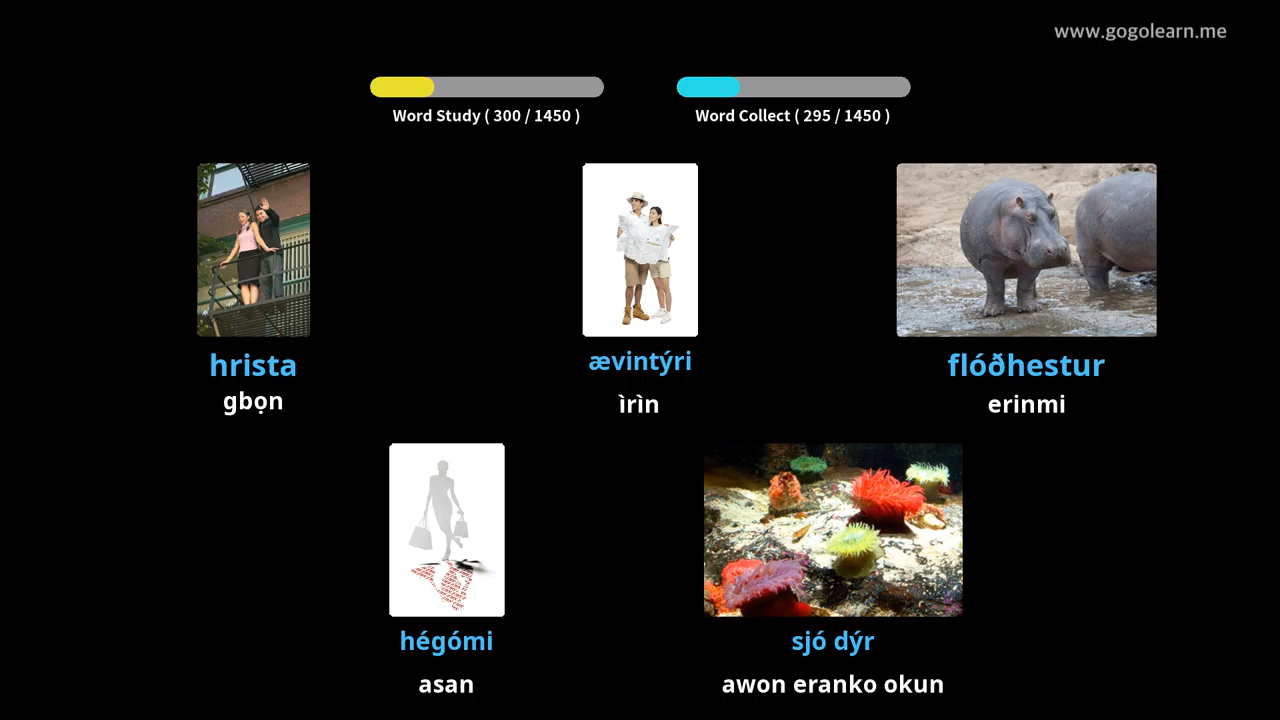 www.gogolearn.me
Word Study ( 300 / 1450 )
Word Collect ( 295 / 1450 )
hrista
gbọn
ævintýri
ìrìn
flóðhestur
erinmi
hégómi
asan
sjó dýr
awon eranko okun